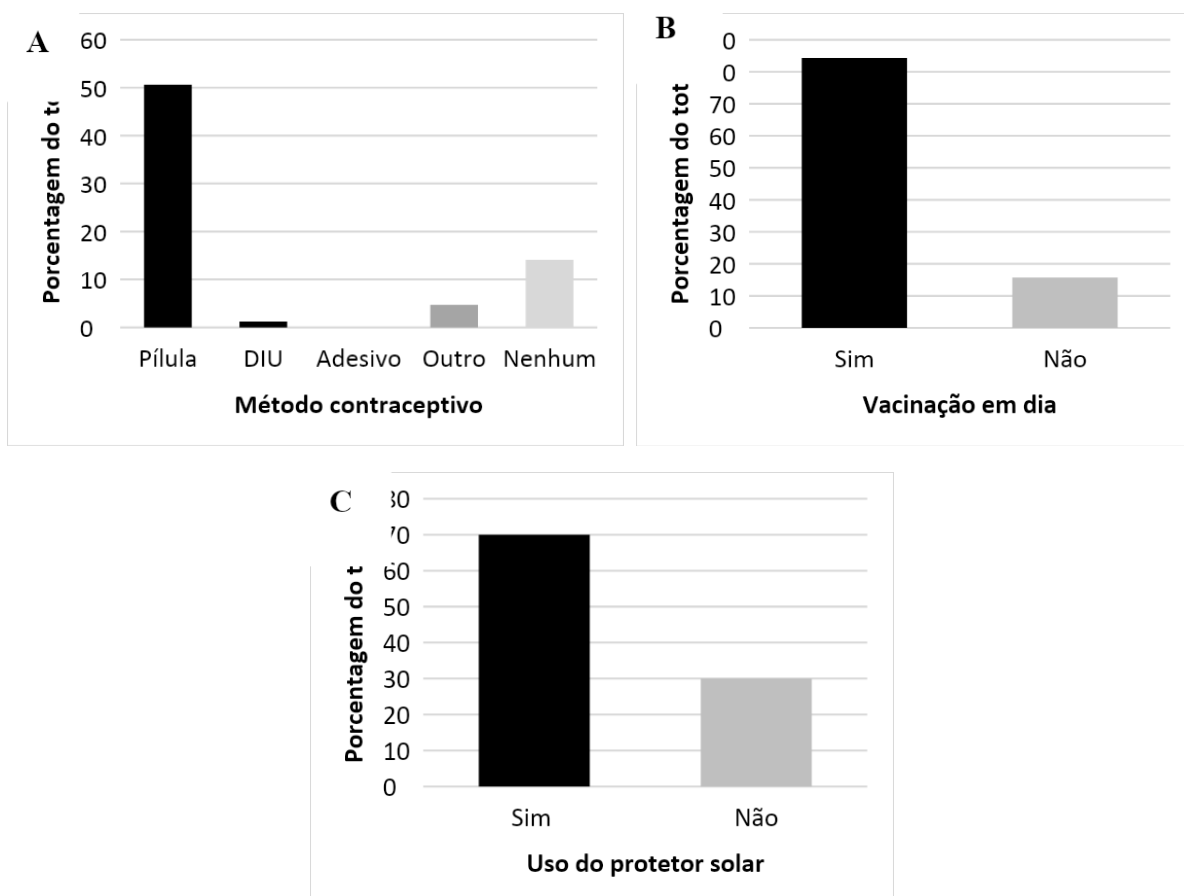 A
60
50
40
30
20
10
0
Porcentagem do
Pílula DIU Adesivo Outro Nenhum
Método contraceptivo
B
0
0
70
60
50
40
30
20
10
0
Porcentagem do tot
Sim Não
Vacinação em dia
C
80
70
60
50
40
30
20
10
0
Porcentagem do t
Sim Não
Uso do protetor solar